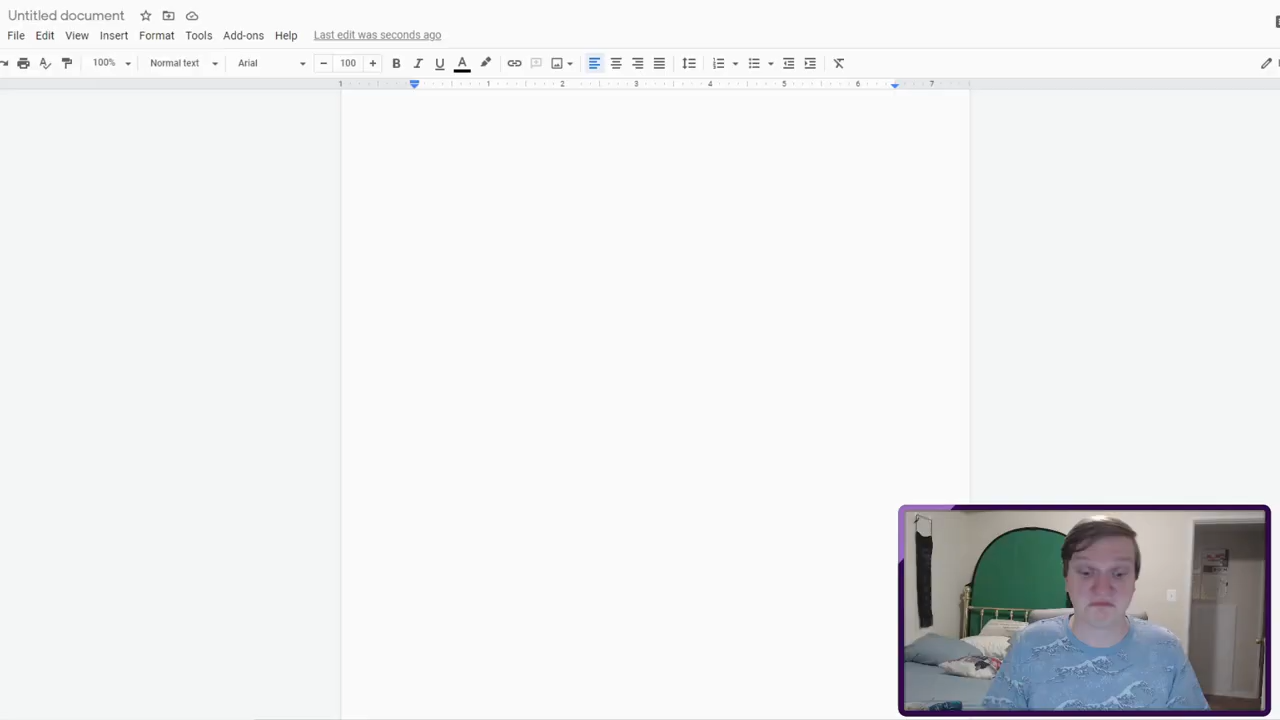 Untitled document
File Edit View Insert Format Tools Add-ons Help Last edit was seconds ago
100% Normal text Arial 100 B I U A
1 1 2 3 4 5 6 7